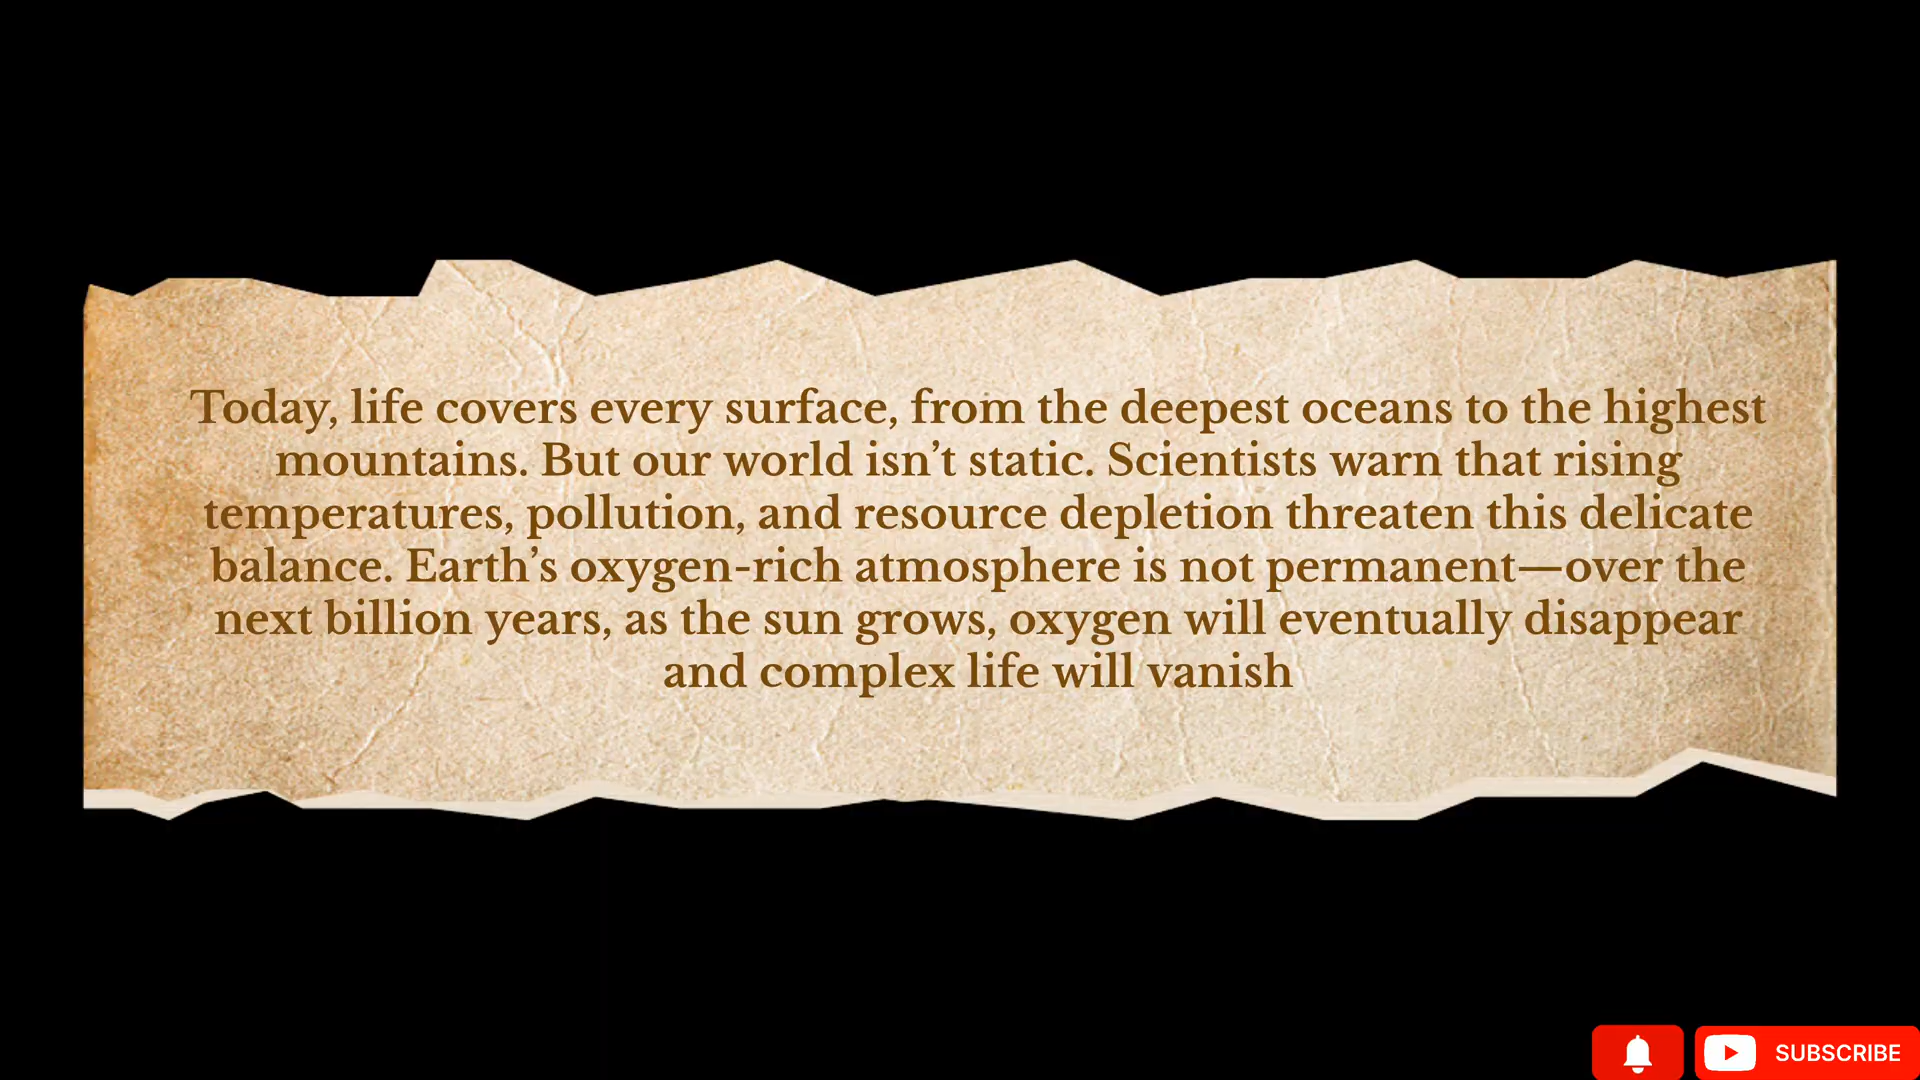 Today, life covers every surface, from the deepest oceans to the highest
mountains. But our world isn’t static. Scientists warn that rising
temperatures, pollution, and resource depletion threaten this delicate
balance. Earth’s oxygen-rich atmosphere is not permanent—over the
next billion years, as the sun grows, oxygen will eventually disappear
and complex life will vanish
SUBSCRIBE